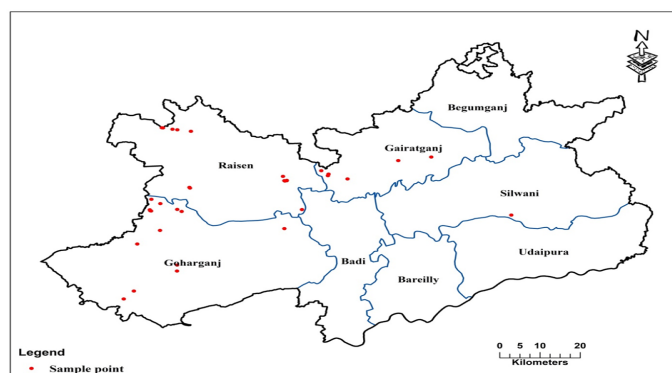 N
Begumganj
Gairatganj
Raisen
Silwani
Udaipura
Goharganj
Badi
Bareilly
Legend
Sample point
0 5 10 20
Kilometers